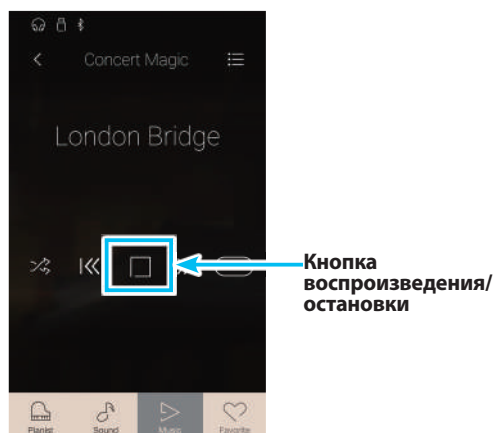 Concert Magic
London Bridge
Кнопка
воспроизведения/
остановки
Pianist Sound Music Favorite